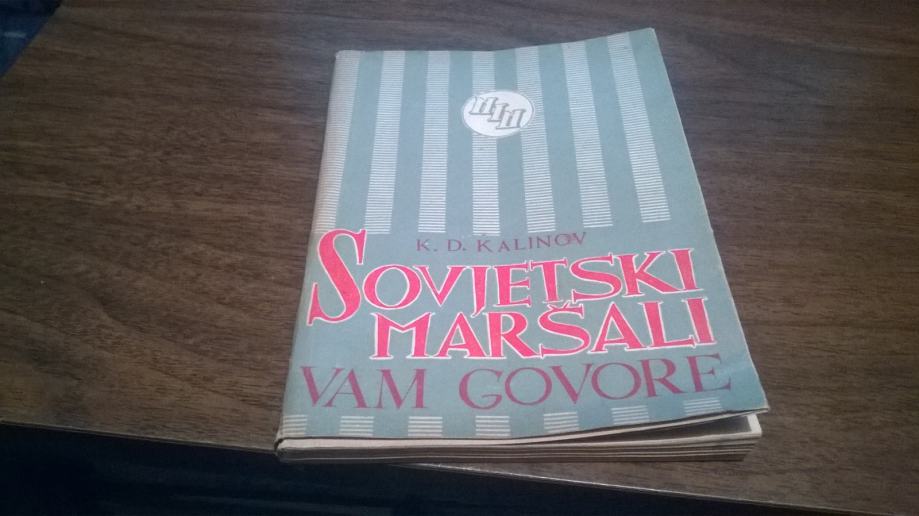 K. D. KALINOV
SOVJETSKI
MARŠALI
VAM GOVORE